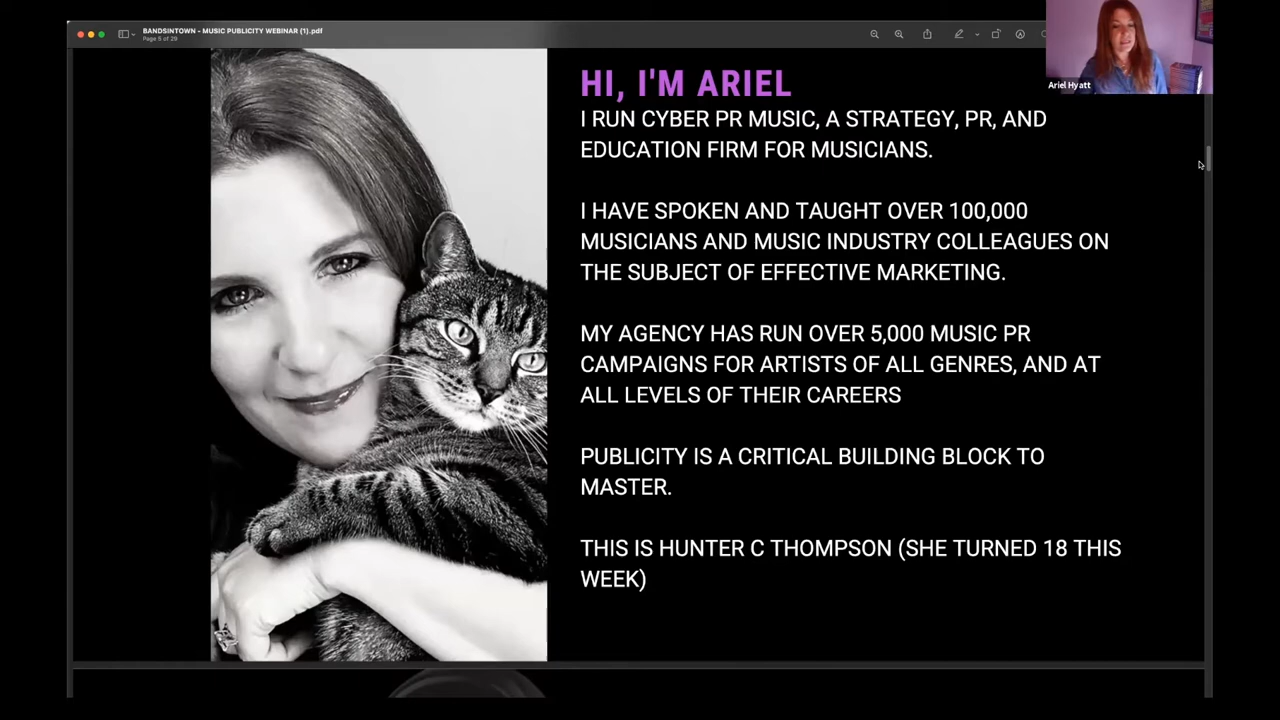 BANDSINTOWN - MUSIC PUBLICITY WEBINAR (1).pdf
Page 5 of 29
Ariel Hyatt
HI, I'M ARIEL
I RUN CYBER PR MUSIC, A STRATEGY, PR, AND
EDUCATION FIRM FOR MUSICIANS.
I HAVE SPOKEN AND TAUGHT OVER 100,000
MUSICIANS AND MUSIC INDUSTRY COLLEAGUES ON
THE SUBJECT OF EFFECTIVE MARKETING.
MY AGENCY HAS RUN OVER 5,000 MUSIC PR
CAMPAIGNS FOR ARTISTS OF ALL GENRES, AND AT
ALL LEVELS OF THEIR CAREERS
PUBLICITY IS A CRITICAL BUILDING BLOCK TO
MASTER.
THIS IS HUNTER C THOMPSON (SHE TURNED 18 THIS
WEEK)